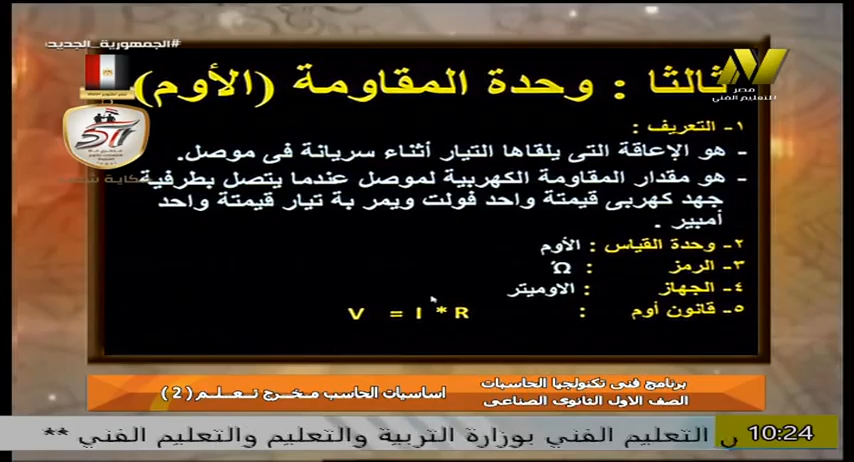 #الجمهورية_الجديدة
مصر
للتعليم الفنى
ثالثا : وحدة المقاومة (الأوم)
١- التعريف :
- هو الإعاقة التى يلقاها التيار أثناء سريانة فى موصل.
- هو مقدار المقاومة الكهربية لموصل عندما يتصل بطرفية
جهد كهربى قيمتة واحد فولت ويمر بة تيار قيمتة واحد
أمبير .
٢- وحدة القياس : الأوم
٣- الرمز : Ω
٤- الجهاز : الاوميتر
٥- قانون أوم : V = I * R
57
برنامج فنى تكنولوجيا الحاسبات
الصف الاول الثانوى الصناعى
اساسيات الحاسب مخرج تعلم (2)
التعليم الفني بوزارة التربية والتعليم والتعليم الفني **
10:24